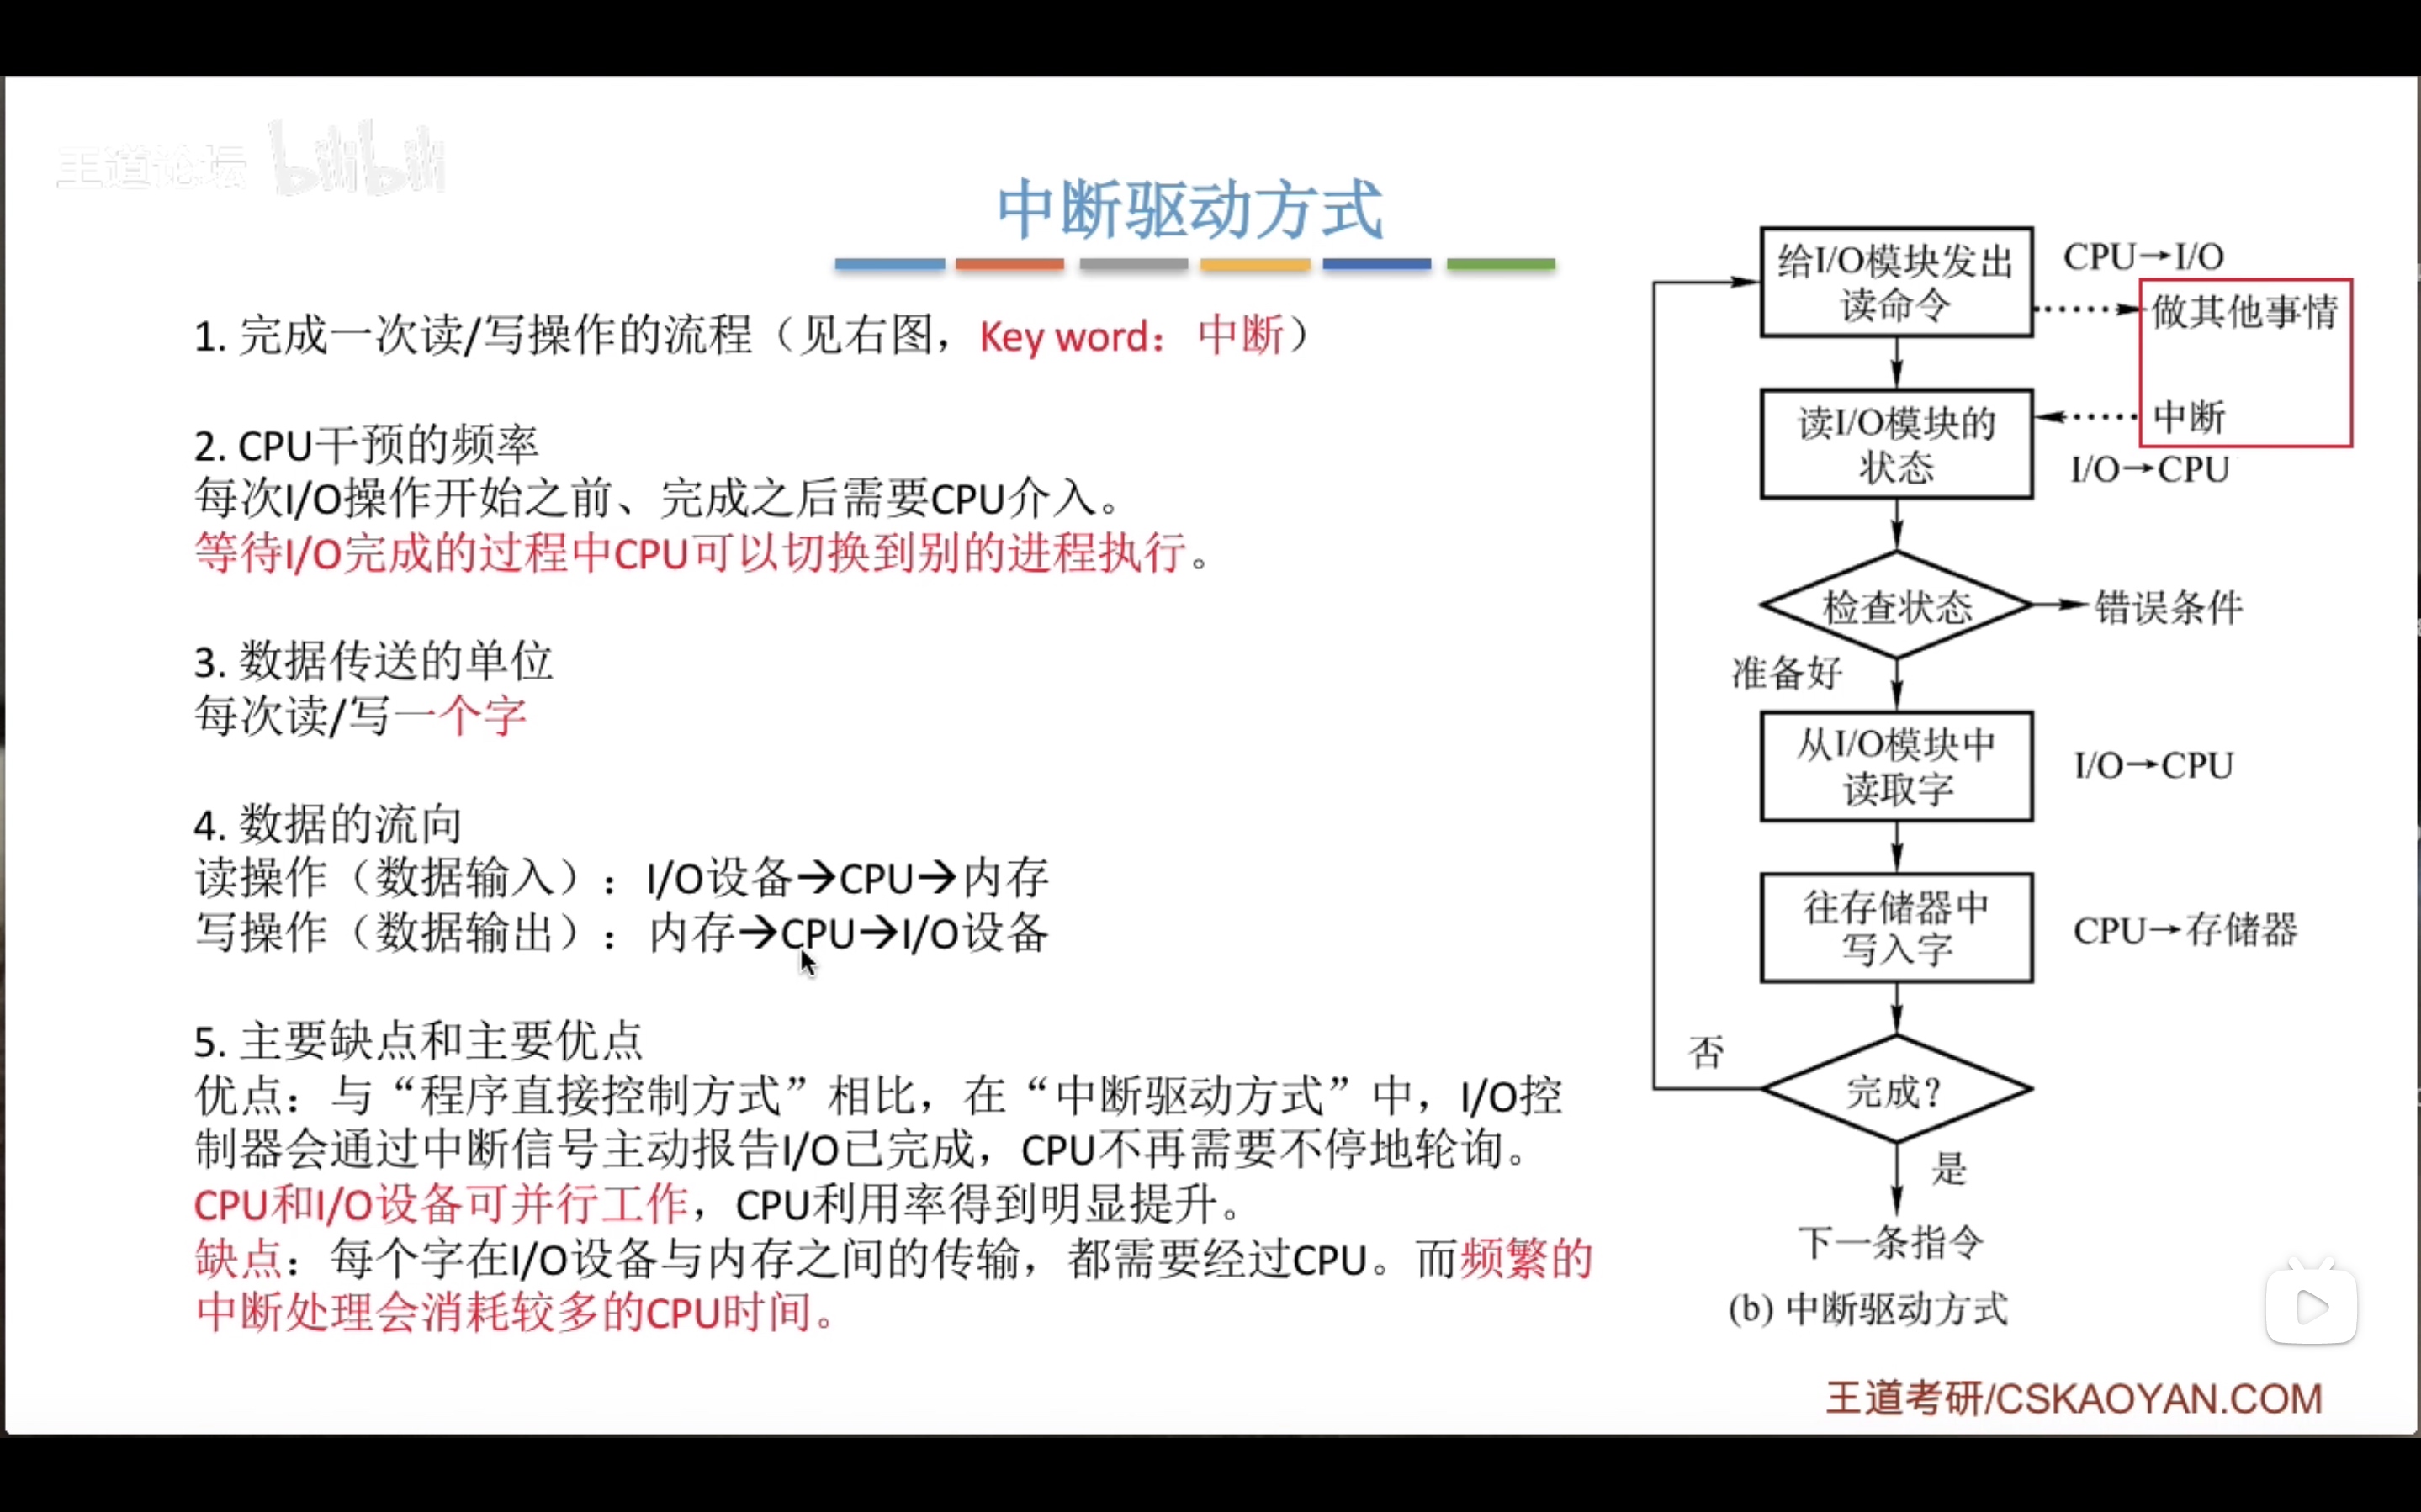 王道论坛 bilibili
中断驱动方式
1. 完成一次读/写操作的流程（见右图，Key word：中断）
2. CPU干预的频率
每次I/O操作开始之前、完成之后需要CPU介入。
等待I/O完成的过程中CPU可以切换到别的进程执行。
3. 数据传送的单位
每次读/写一个字
4. 数据的流向
读操作（数据输入）：I/O设备→CPU→内存
写操作（数据输出）：内存→CPU→I/O设备
5. 主要缺点和主要优点
优点：与“程序直接控制方式”相比，在“中断驱动方式”中，I/O控
制器会通过中断信号主动报告I/O已完成，CPU不再需要不停地轮询。
CPU和I/O设备可并行工作，CPU利用率得到明显提升。
缺点：每个字在I/O设备与内存之间的传输，都需要经过CPU。而频繁的
中断处理会消耗较多的CPU时间。
给I/O模块发出
读命令
CPU→I/O
做其他事情
读I/O模块的
状态
中断
I/O→CPU
检查状态
错误条件
准备好
从I/O模块中
读取字
I/O→CPU
往存储器中
写入字
CPU→存储器
否
完成？
是
下一条指令
(b) 中断驱动方式
王道考研/CSKAOYAN.COM